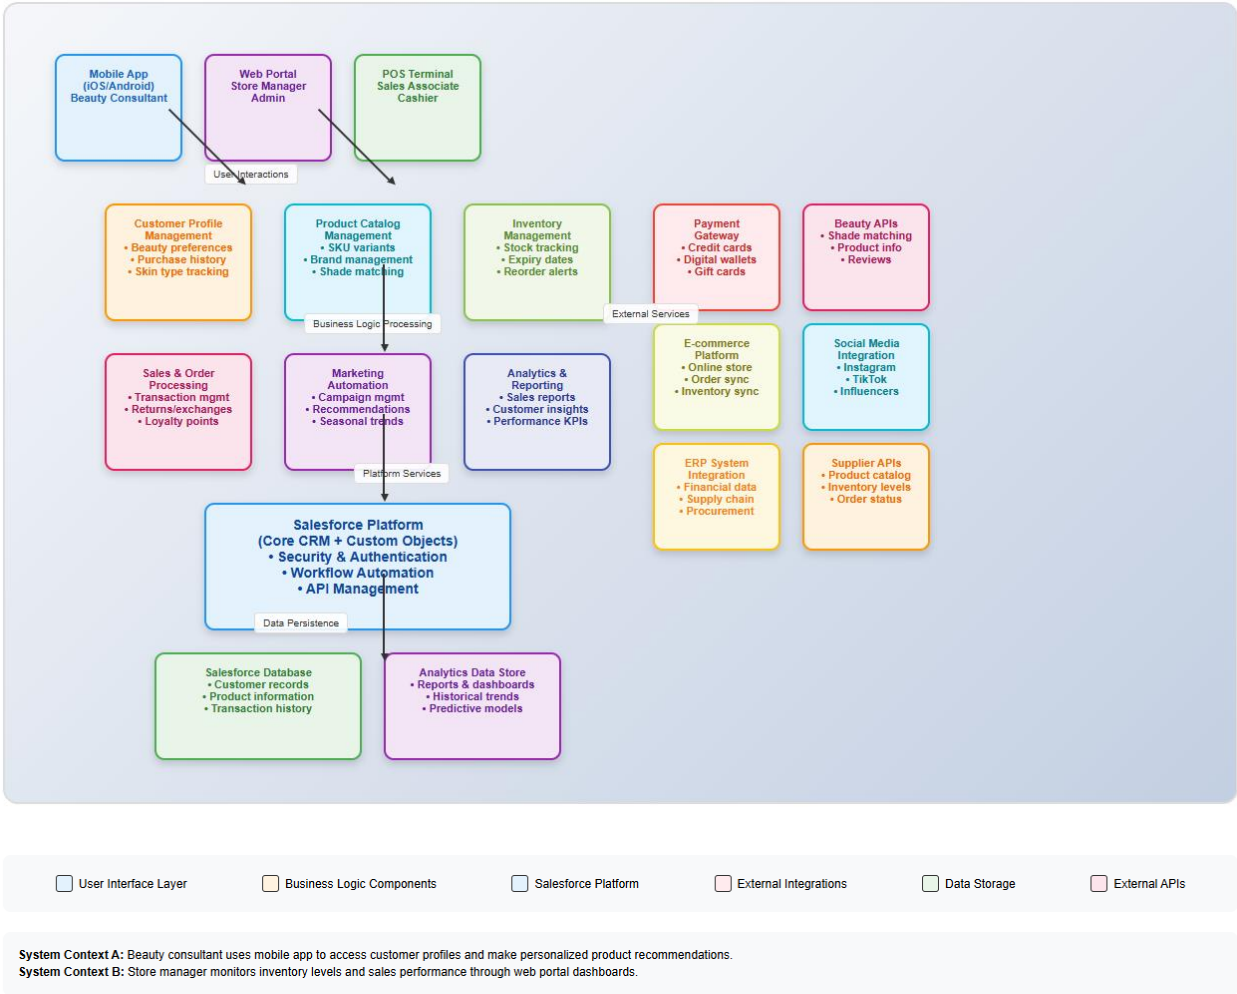 Mobile App
(iOS/Android)
Beauty Consultant
Web Portal
Store Manager
Admin
POS Terminal
Sales Associate
Cashier
User Interactions
Customer Profile
Management
• Beauty preferences
• Purchase history
• Skin type tracking
Product Catalog
Management
• SKU variants
• Brand management
• Shade matching
Inventory
Management
• Stock tracking
• Expiry dates
• Reorder alerts
Payment
Gateway
• Credit cards
• Digital wallets
• Gift cards
Beauty APIs
• Shade matching
• Product info
• Reviews
Business Logic Processing
External Services
Sales & Order
Processing
• Transaction mgmt
• Returns/exchanges
• Loyalty points
Marketing
Automation
• Campaign mgmt
• Recommendations
• Seasonal trends
Analytics &
Reporting
• Sales reports
• Customer insights
• Performance KPIs
E-commerce
Platform
• Online store
• Order sync
• Inventory sync
Social Media
Integration
• Instagram
• TikTok
• Influencers
Platform Services
ERP System
Integration
• Financial data
• Supply chain
• Procurement
Supplier APIs
• Product catalog
• Inventory levels
• Order status
Salesforce Platform
(Core CRM + Custom Objects)
• Security & Authentication
• Workflow Automation
• API Management
Data Persistence
Salesforce Database
• Customer records
• Product information
• Transaction history
Analytics Data Store
• Reports & dashboards
• Historical trends
• Predictive models
User Interface Layer
Business Logic Components
Salesforce Platform
External Integrations
Data Storage
External APIs
System Context A: Beauty consultant uses mobile app to access customer profiles and make personalized product recommendations.
System Context B: Store manager monitors inventory levels and sales performance through web portal dashboards.